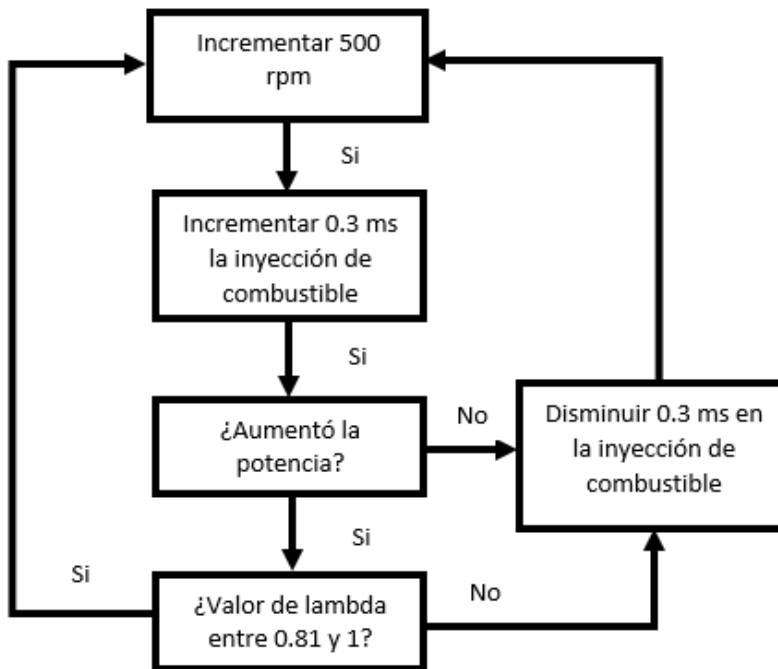 Incrementar 500
rpm
Si
Incrementar 0.3 ms
la inyección de
combustible
Si
¿Aumentó la
potencia?
No
Disminuir 0.3 ms en
la inyección de
combustible
Si
Si
¿Valor de lambda
entre 0.81 y 1?
No